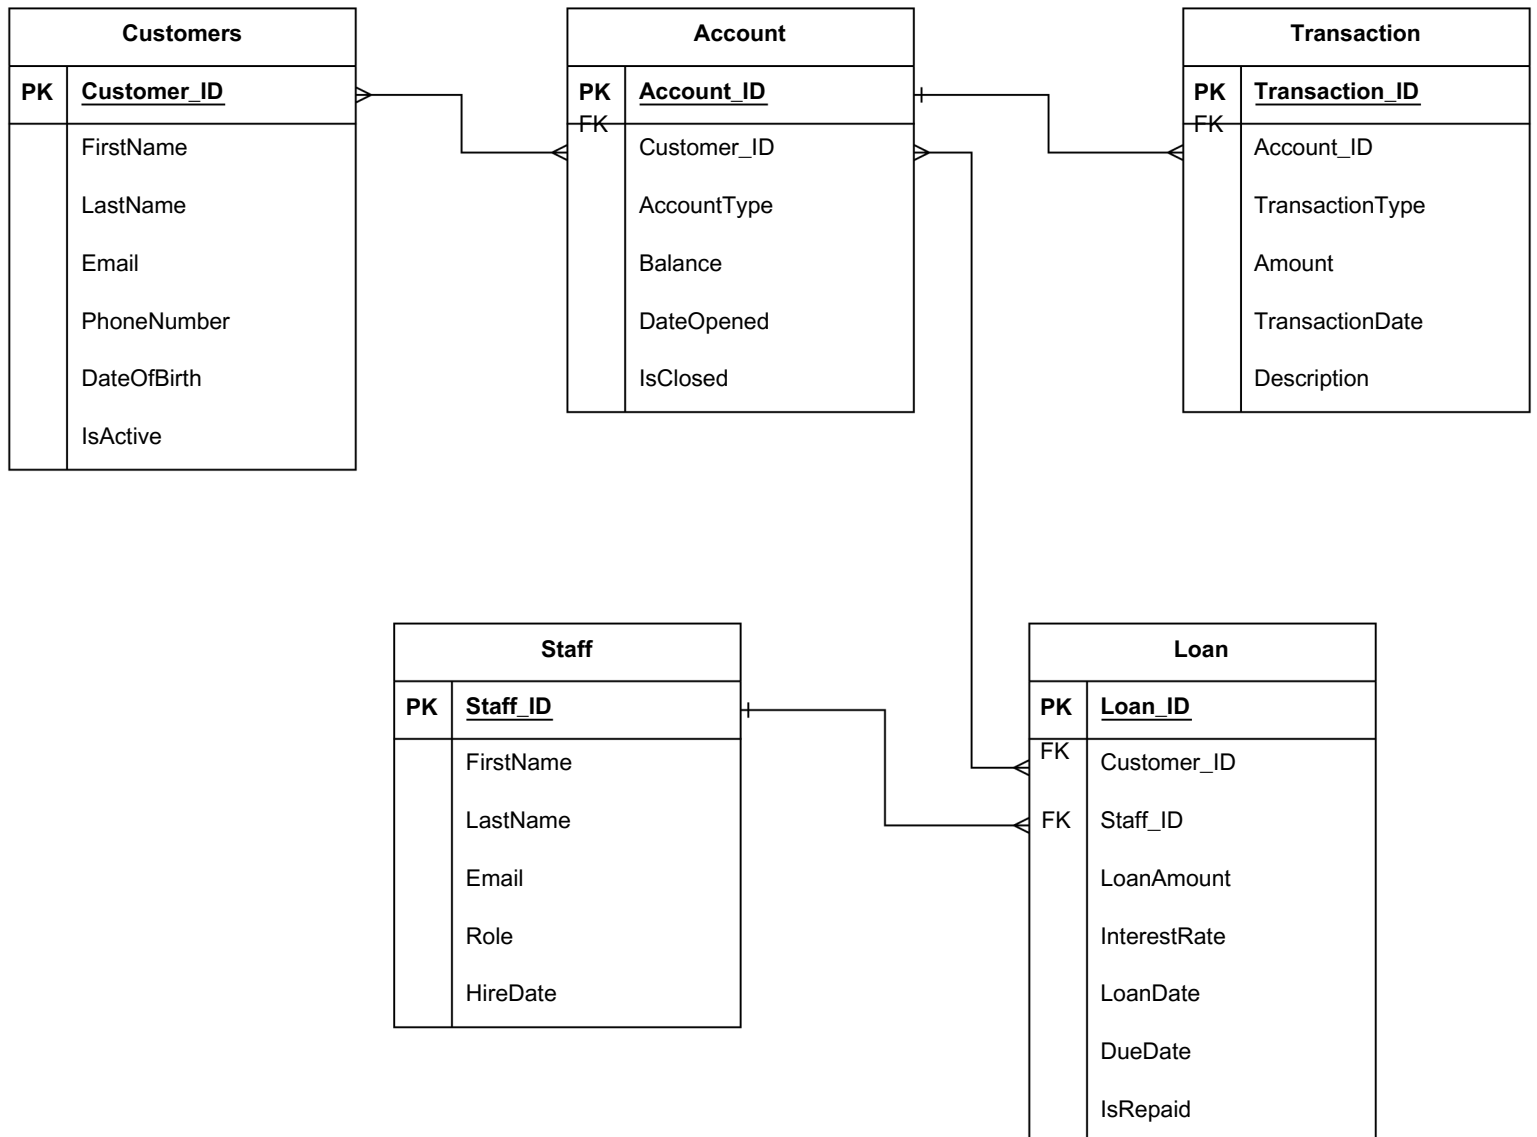 Customers
PK Customer_ID
FirstName
LastName
Email
PhoneNumber
DateOfBirth
IsActive
Account
PK Account_ID
FK
Customer_ID
AccountType
Balance
DateOpened
IsClosed
Transaction
PK Transaction_ID
FK
Account_ID
TransactionType
Amount
TransactionDate
Description
Staff
PK Staff_ID
FirstName
LastName
Email
Role
HireDate
Loan
PK Loan_ID
FK Customer_ID
FK Staff_ID
LoanAmount
InterestRate
LoanDate
DueDate
IsRepaid